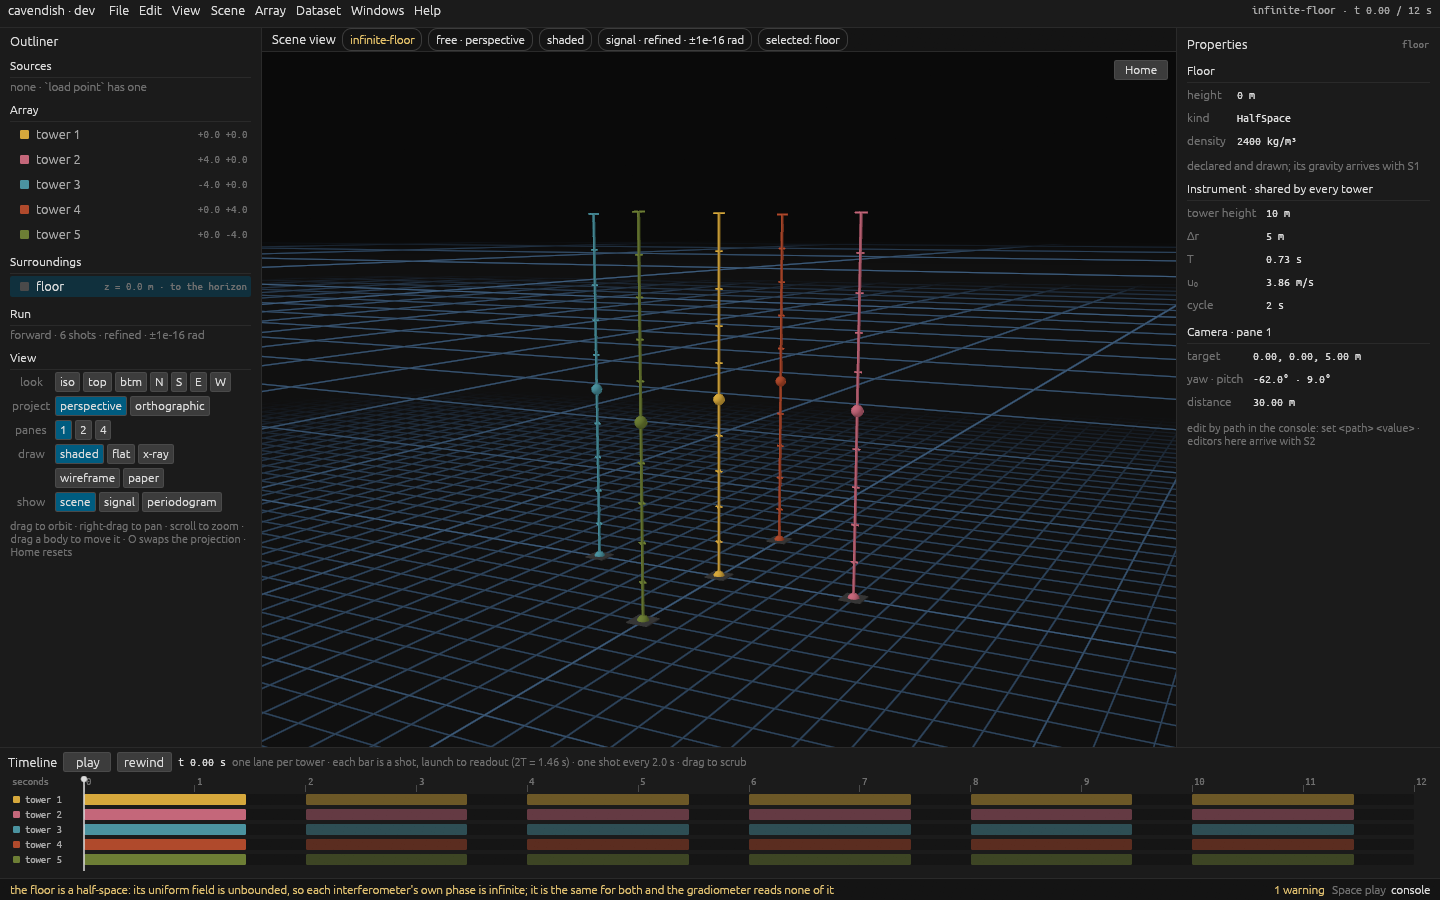 cavendish · dev File Edit View Scene Array Dataset Windows Help infinite-floor · t 0.00 / 12 s
Outliner
Sources
none · `load point` has one
Array
tower 1 +0.0 +0.0
tower 2 +4.0 +0.0
tower 3 -4.0 +0.0
tower 4 +0.0 +4.0
tower 5 +0.0 -4.0
Surroundings
floor z = 0.0 m · to the horizon
Run
forward · 6 shots · refined · ±1e-16 rad
View
look iso top btm N S E W
project perspective orthographic
panes 1 2 4
draw shaded flat x-ray
wireframe paper
show scene signal periodogram
drag to orbit · right-drag to pan · scroll to zoom ·
drag a body to move it · O swaps the projection ·
Home resets
Scene view infinite-floor free · perspective shaded signal · refined · ±1e-16 rad selected: floor
Home
Properties floor
Floor
height 0 m
kind HalfSpace
density 2400 kg/m³
declared and drawn; its gravity arrives with S1
Instrument · shared by every tower
tower height 10 m
Δr 5 m
T 0.73 s
u₀ 3.86 m/s
cycle 2 s
Camera · pane 1
target 0.00, 0.00, 5.00 m
yaw · pitch -62.0° · 9.0°
distance 30.00 m
edit by path in the console: set <path> <value> ·
editors here arrive with S2
Timeline play rewind t 0.00 s one lane per tower · each bar is a shot, launch to readout (2T = 1.46 s) · one shot every 2.0 s · drag to scrub
seconds 0 1 2 3 4 5 6 7 8 9 10 11 12
tower 1
tower 2
tower 3
tower 4
tower 5
the floor is a half-space: its uniform field is unbounded, so each interferometer's own phase is infinite; it is the same for both and the gradiometer reads none of it 1 warning Space play console